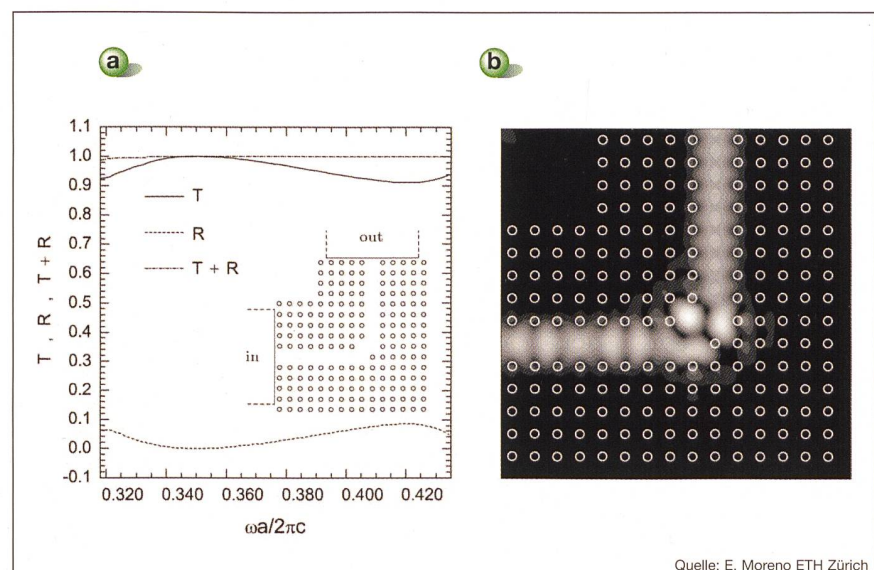 a
b
1.1
1.0
0.9
0.8
0.7
0.6
0.5
0.4
0.3
0.2
0.1
0.0
-0.1
T , R , T+R
T
R
T + R
out
in
0.320
0.340
0.360
0.380
0.400
0.420
ωa/2πc
Quelle: E. Moreno ETH Zürich